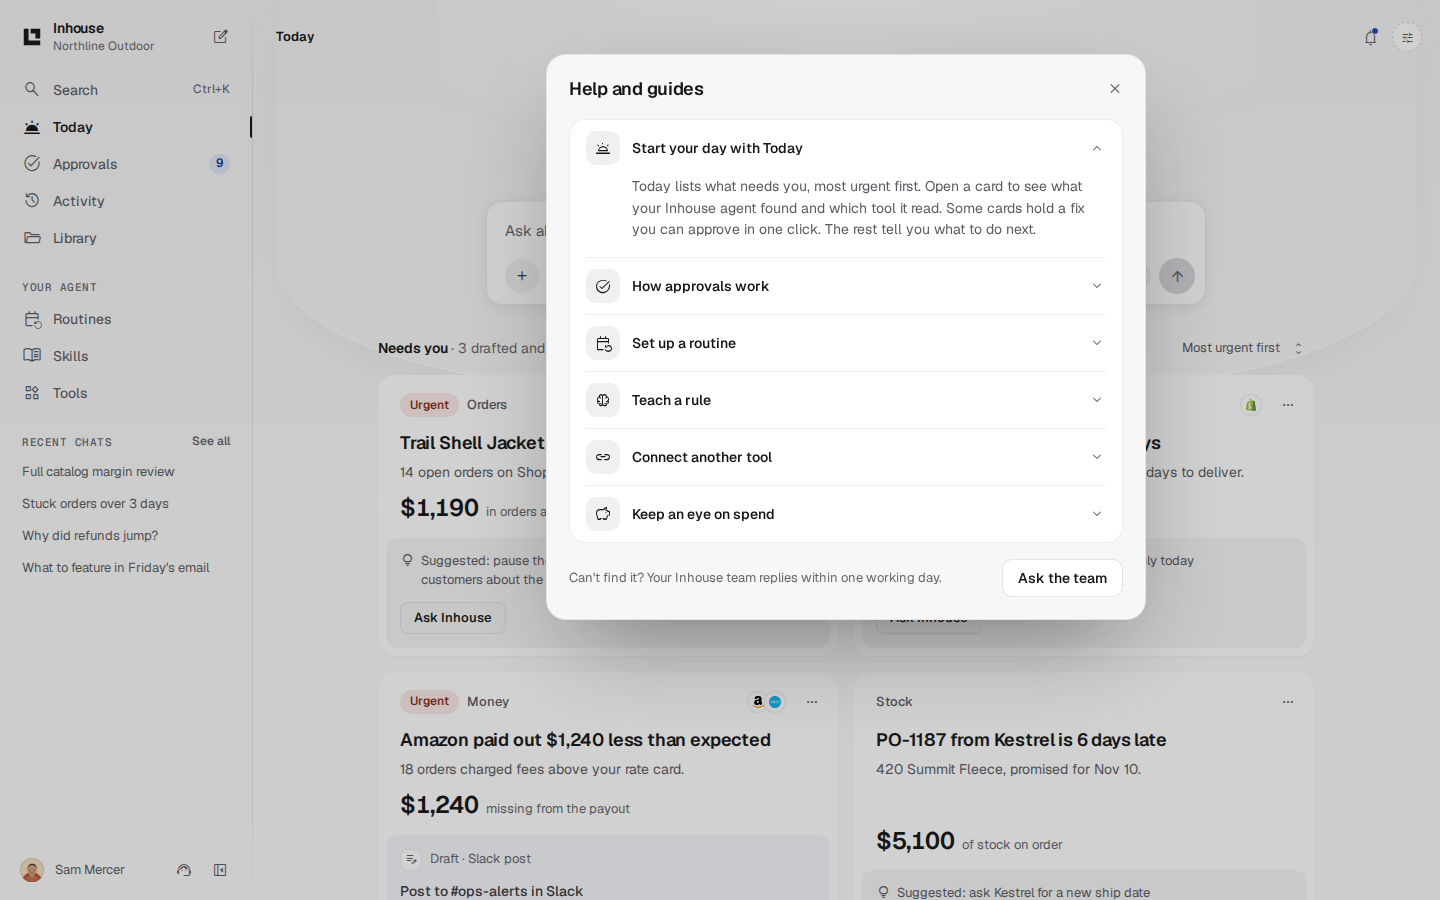 Inhouse
Northline Outdoor
Search
Ctrl+K
Today
Approvals
9
Activity
Library
YOUR AGENT
Routines
Skills
Tools
RECENT CHATS
See all
Full catalog margin review
Stuck orders over 3 days
Why did refunds jump?
What to feature in Friday's email
Sam Mercer
Today
Help and guides
Start your day with Today
Today lists what needs you, most urgent first. Open a card to see what
your Inhouse agent found and which tool it read. Some cards hold a fix
you can approve in one click. The rest tell you what to do next.
How approvals work
Set up a routine
Teach a rule
Connect another tool
Keep an eye on spend
Can't find it? Your Inhouse team replies within one working day.
Ask the team
Ask
Needs you · 3 drafted and
Most urgent first
Urgent
Orders
Trail Shell Jacket
14 open orders on
$1,190
in orders
Suggested: pause
customers about the
Ask Inhouse
days to deliver.
today
Ask Inhouse
Urgent
Money
Amazon paid out $1,240 less than expected
18 orders charged fees above your rate card.
$1,240
missing from the payout
Draft · Slack post
Post to #ops-alerts in Slack
Stock
PO-1187 from Kestrel is 6 days late
420 Summit Fleece, promised for Nov 10.
$5,100
of stock on order
Suggested: ask Kestrel for a new ship date